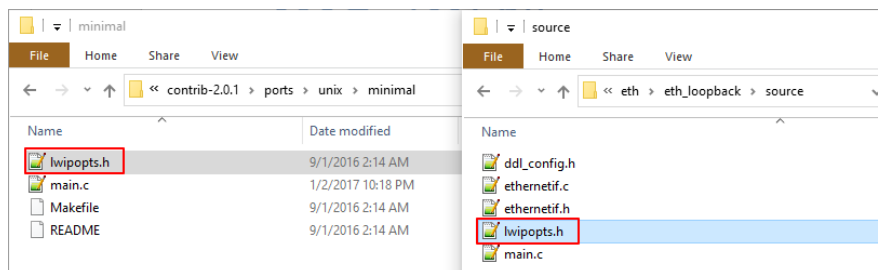 minimal
File Home Share View
« contrib-2.0.1 › ports › unix › minimal
Name Date modified
lwipopts.h 9/1/2016 2:14 AM
main.c 1/2/2017 10:18 PM
Makefile 9/1/2016 2:14 AM
README 9/1/2016 2:14 AM
source
File Home Share View
« eth › eth_loopback › source
Name
ddl_config.h
ethernetif.c
ethernetif.h
lwipopts.h
main.c